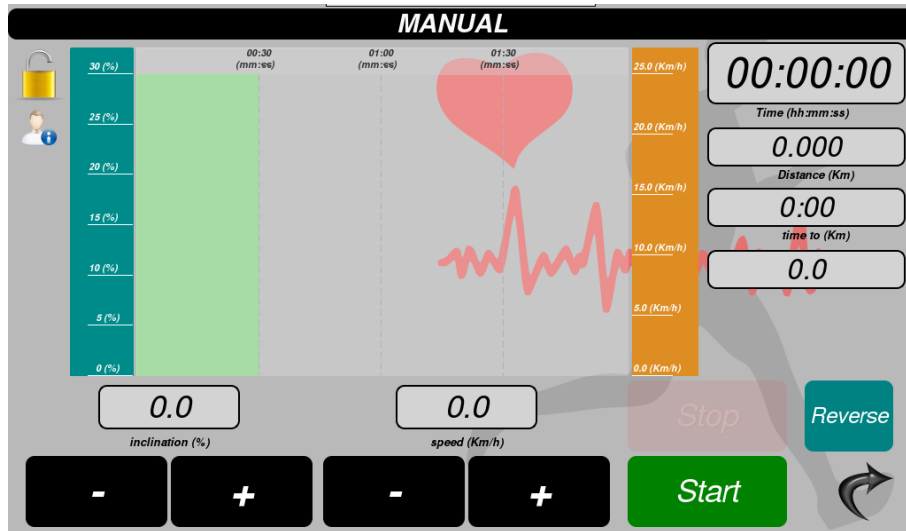 MANUAL
00:30
(mm:ss)
01:00
(mm:ss)
01:30
(mm:ss)
30 (%)
25 (%)
20 (%)
15 (%)
10 (%)
5 (%)
0 (%)
25.0 (Km/h)
20.0 (Km/h)
15.0 (Km/h)
10.0 (Km/h)
5.0 (Km/h)
0.0 (Km/h)
00:00:00
Time (hh:mm:ss)
0.000
Distance (Km)
0:00
time to (Km)
0.0
0.0
inclination (%)
0.0
speed (Km/h)
Stop
Reverse
- + - +
Start